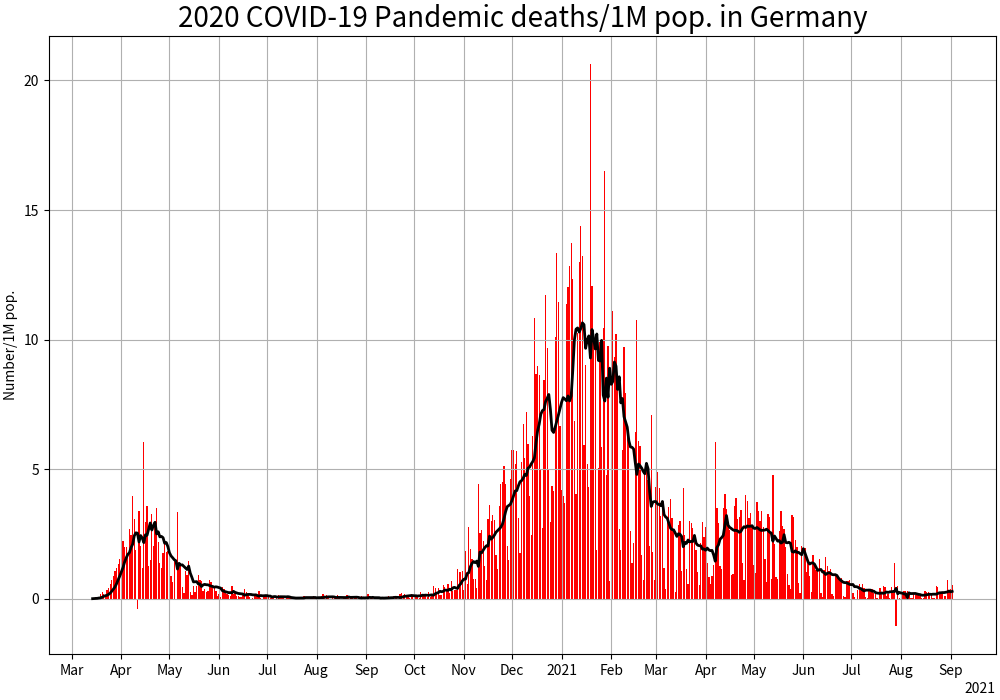 2020 COVID-19 Pandemic deaths/1M pop. in Germany
Number/1M pop.
20
15
10
5
0
Mar Apr May Jun Jul Aug Sep Oct Nov Dec 2021 Feb Mar Apr May Jun Jul Aug Sep
2021